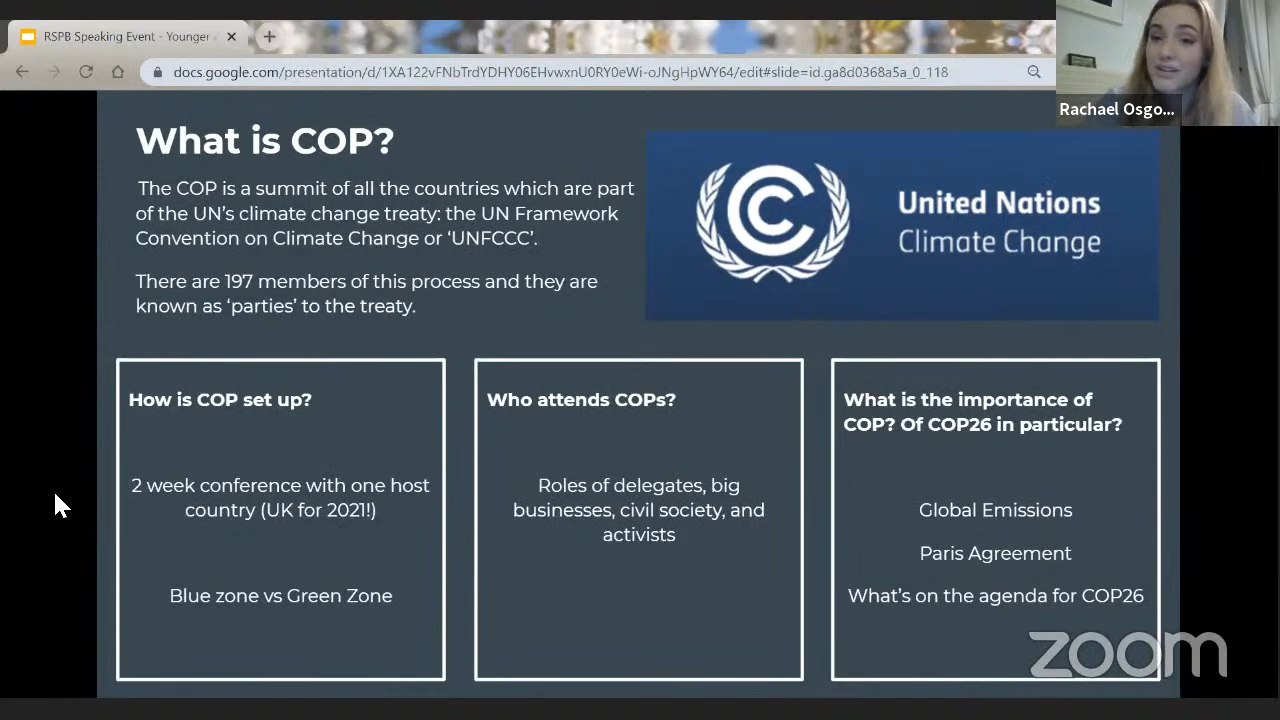 RSPB Speaking Event - Younger
docs.google.com/presentation/d/1XA122vFNbTrdYDHY06EHvwxnU0RY0eWi-oJNgHpWY64/edit#slide=id.ga8d0368a5a_0_118
Rachael Osgo...
What is COP?
The COP is a summit of all the countries which are part
of the UN's climate change treaty: the UN Framework
Convention on Climate Change or ‘UNFCCC’.
There are 197 members of this process and they are
known as ‘parties’ to the treaty.
United Nations
Climate Change
How is COP set up?
2 week conference with one host
country (UK for 2021!)
Blue zone vs Green Zone
Who attends COPs?
Roles of delegates, big
businesses, civil society, and
activists
What is the importance of
COP? Of COP26 in particular?
Global Emissions
Paris Agreement
What's on the agenda for COP26
zoom